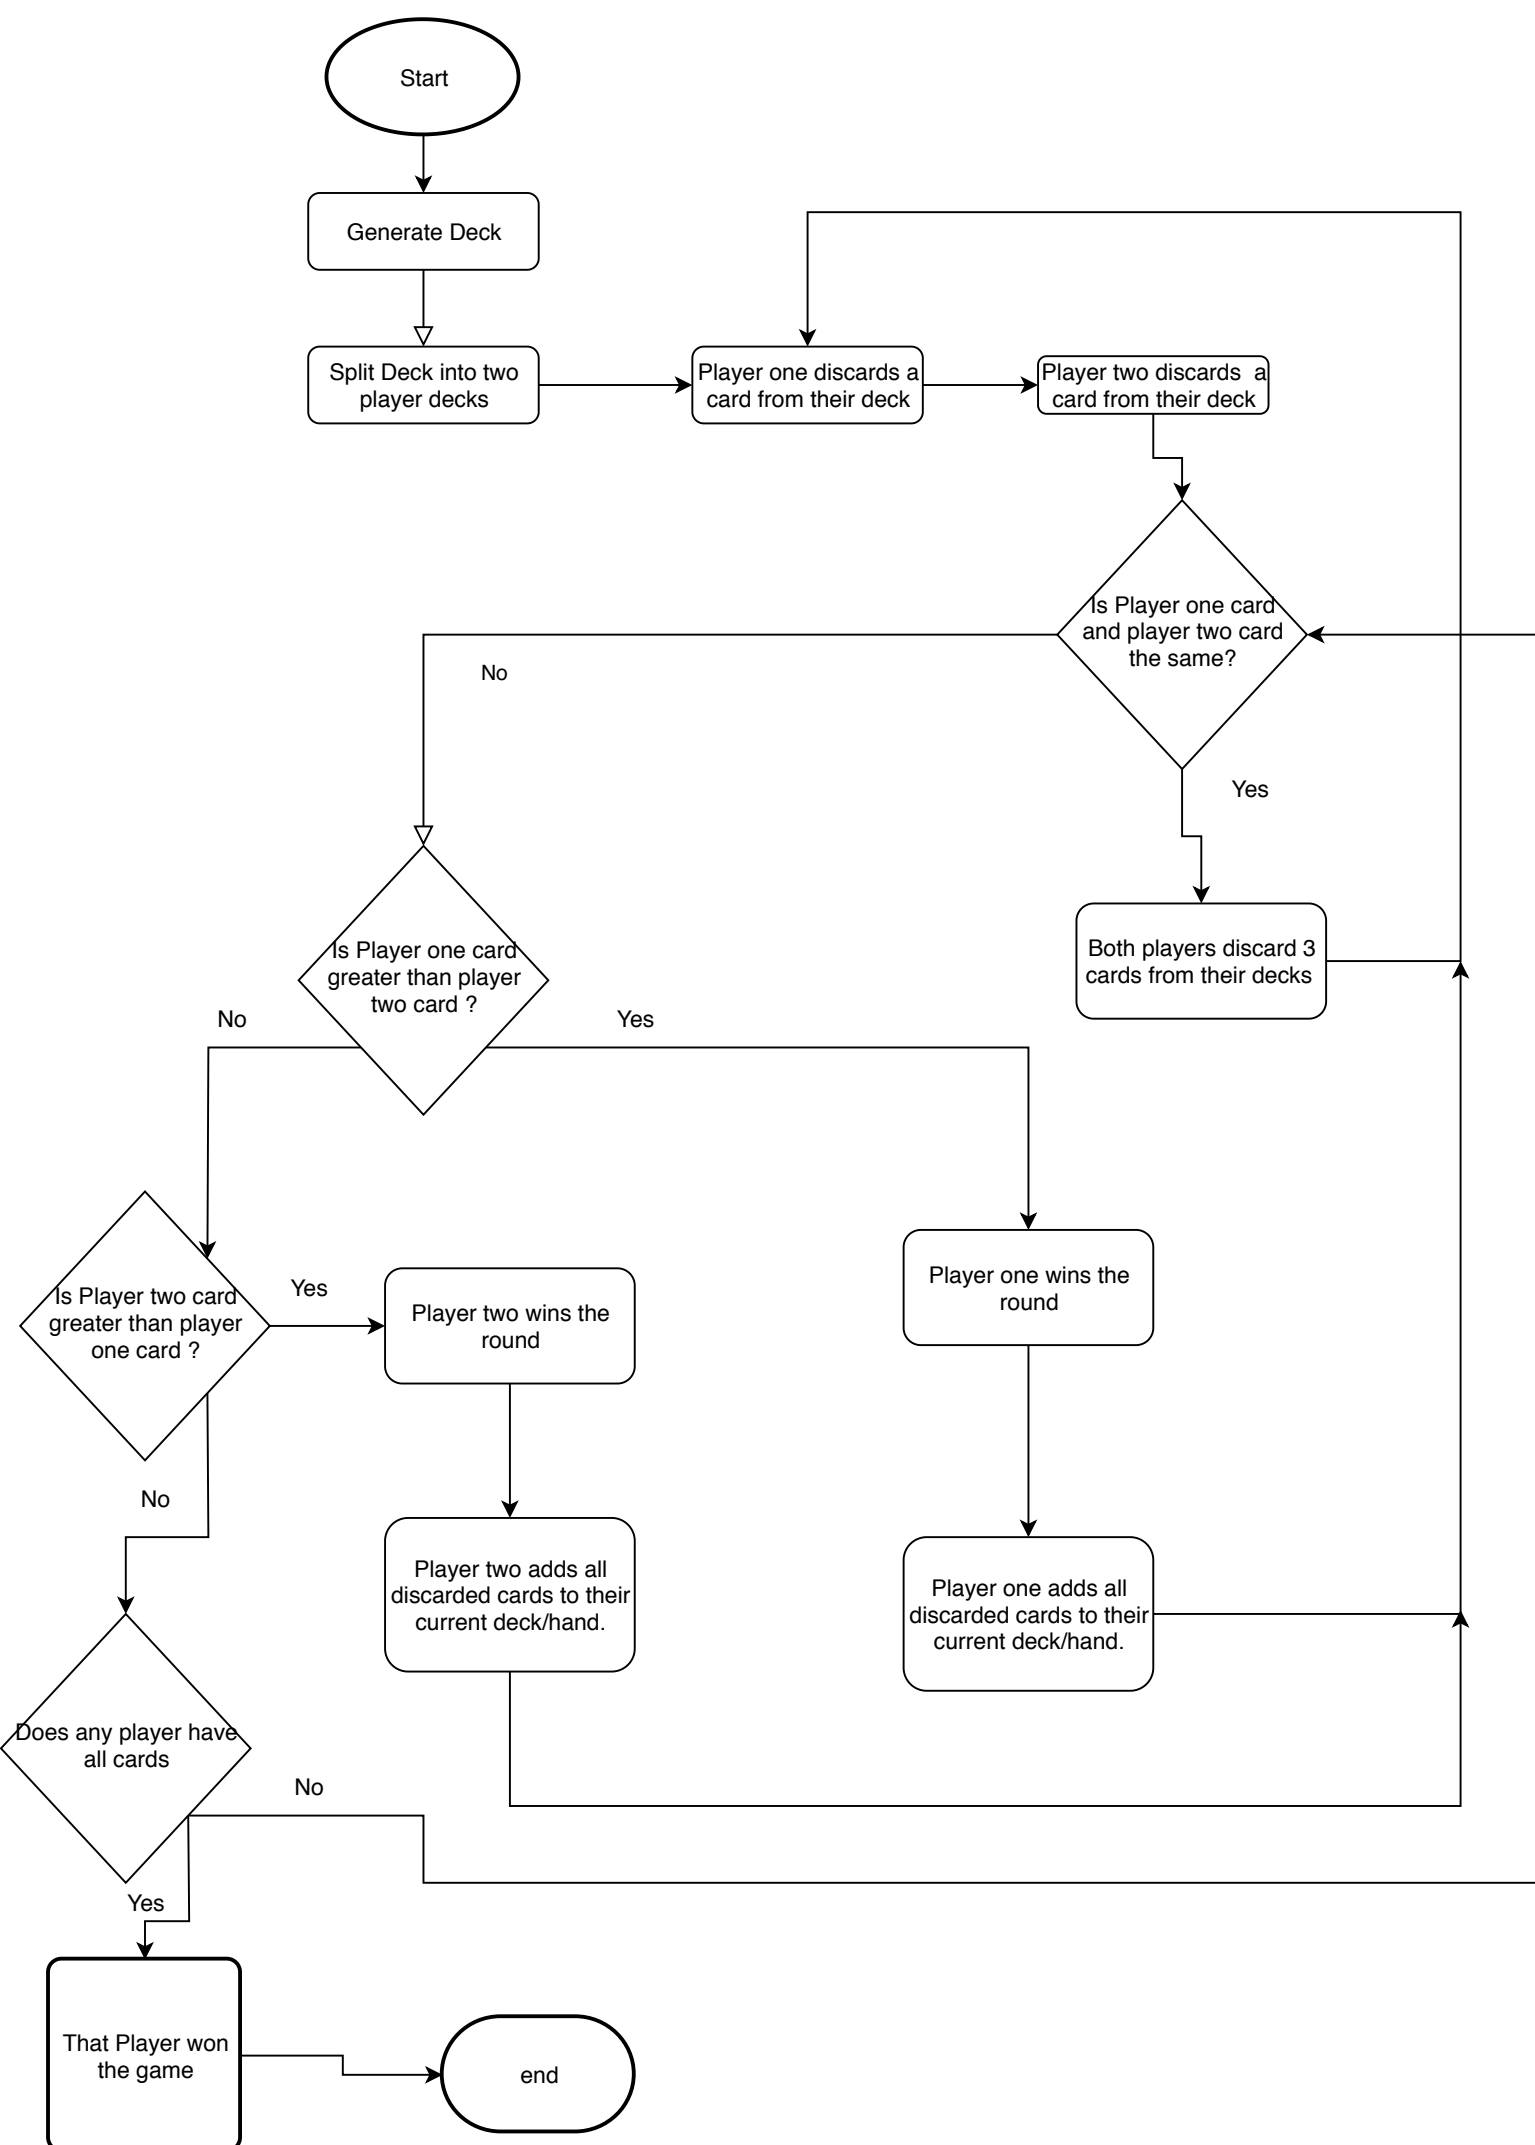 Start
Generate Deck
Split Deck into two
player decks
Player one discards a
card from their deck
Player two discards  a
card from their deck
Is Player one card
and player two card
the same?
No
Yes
Both players discard 3
cards from their decks
Is Player one card
greater than player
two card ?
No
Yes
Is Player two card
greater than player
one card ?
Yes
Player two wins the
round
Player one wins the
round
No
Player two adds all
discarded cards to their
current deck/hand.
Player one adds all
discarded cards to their
current deck/hand.
Does any player have
all cards
No
Yes
That Player won
the game
end